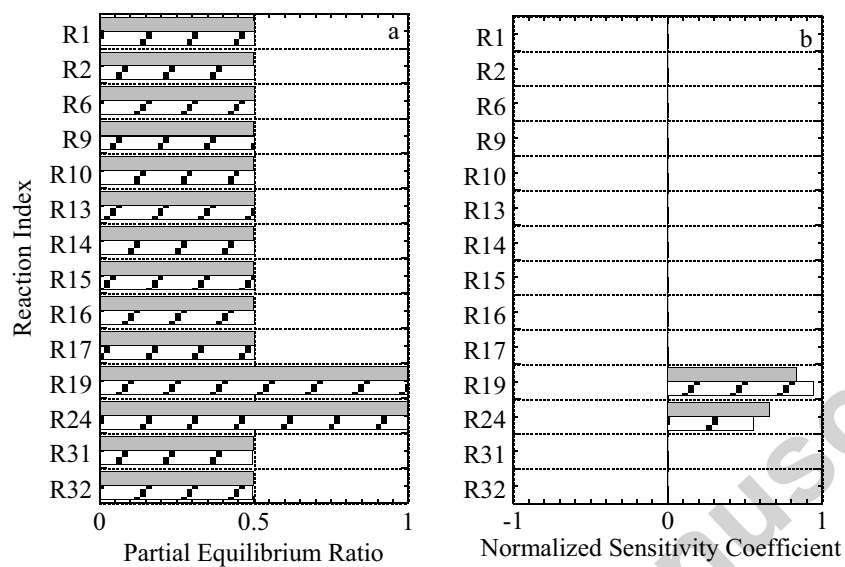 a
R1
R2
R6
R9
R10
R13
R14
R15
R16
R17
R19
R24
R31
R32
0
0.5
1
Partial Equilibrium Ratio
Reaction Index
b
R1
R2
R6
R9
R10
R13
R14
R15
R16
R17
R19
R24
R31
R32
-1
0
1
Normalized Sensitivity Coefficient
nusc